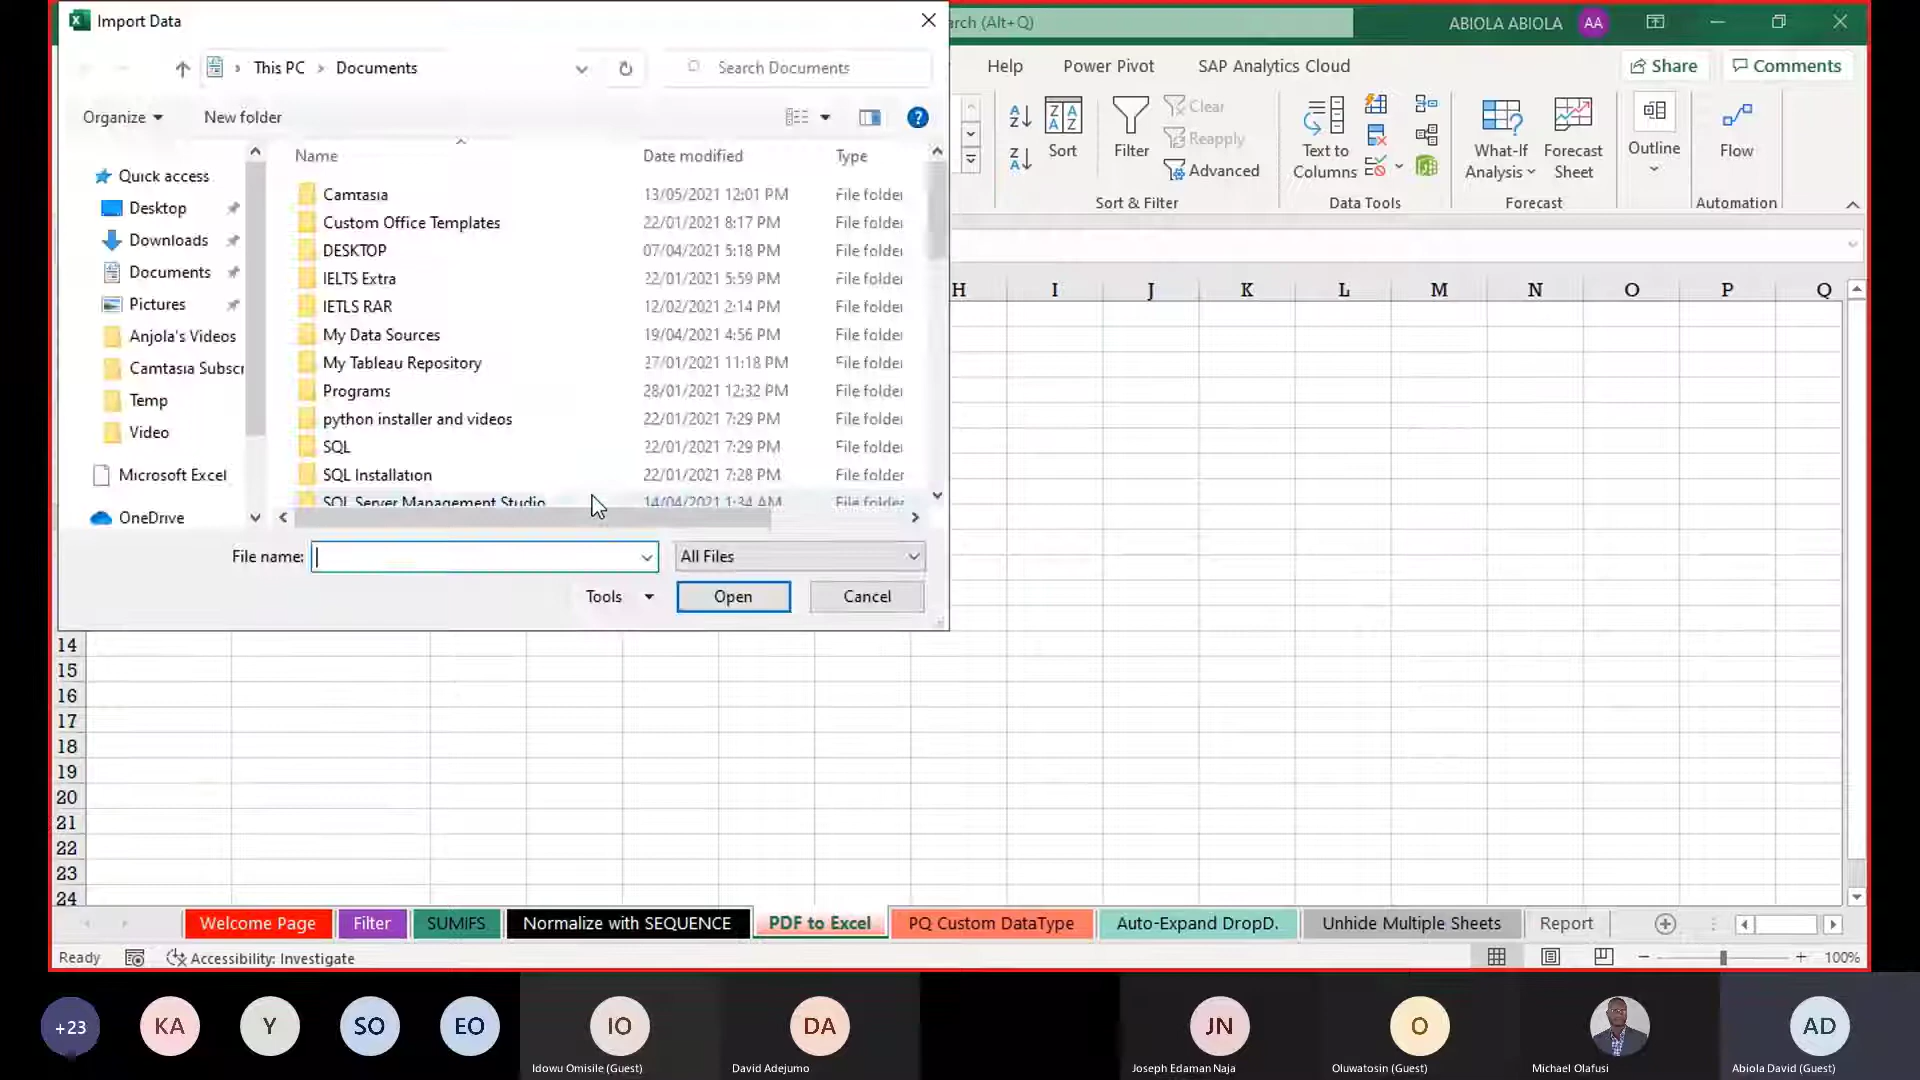 Import Data
arch (Alt+Q)
ABIOLA ABIOLA
AA
This PC
Documents
Search Documents
Help
Power Pivot
SAP Analytics Cloud
Share
Comments
Organize
New folder
Clear
Reapply
Advanced
Sort
Filter
Text to
Columns
What-If
Analysis
Forecast
Sheet
Outline
Flow
Sort & Filter
Data Tools
Forecast
Automation
Name
Date modified
Type
Quick access
Desktop
Downloads
Documents
Pictures
Anjola's Videos
Camtasia Subscr
Temp
Video
Microsoft Excel
OneDrive
Camtasia 13/05/2021 12:01 PM File folder
Custom Office Templates 22/01/2021 8:17 PM File folder
DESKTOP 07/04/2021 5:18 PM File folder
IELTS Extra 22/01/2021 5:59 PM File folder
IETLS RAR 12/02/2021 2:14 PM File folder
My Data Sources 19/04/2021 4:56 PM File folder
My Tableau Repository 27/01/2021 11:18 PM File folder
Programs 28/01/2021 12:32 PM File folder
python installer and videos 22/01/2021 7:29 PM File folder
SQL 22/01/2021 7:29 PM File folder
SQL Installation 22/01/2021 7:28 PM File folder
SQL Server Management Studio 14/04/2021 1:34 AM File folder
File name:
All Files
Tools
Open
Cancel
H I J K L M N O P Q
14
15
16
17
18
19
20
21
22
23
24
Welcome Page
Filter
SUMIFS
Normalize with SEQUENCE
PDF to Excel
PQ Custom DataType
Auto-Expand DropD.
Unhide Multiple Sheets
Report
Ready
Accessibility: Investigate
100%
+23
KA
Y
SO
EO
IO
DA
JN
O
AD
Idowu Omisile (Guest)
David Adejumo
Joseph Edaman Naja
Oluwatosin (Guest)
Michael Olafusi
Abiola David (Guest)